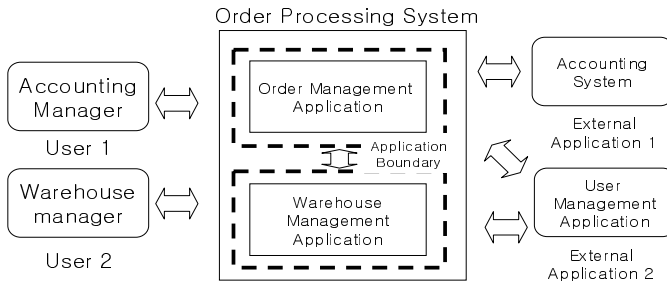 Order Processing System
Accounting
Manager
User 1
Warehouse
manager
User 2
Order Management
Application
Application
Boundary
Warehouse
Management
Application
Accounting
System
External
Application 1
User
Management
Application
External
Application 2